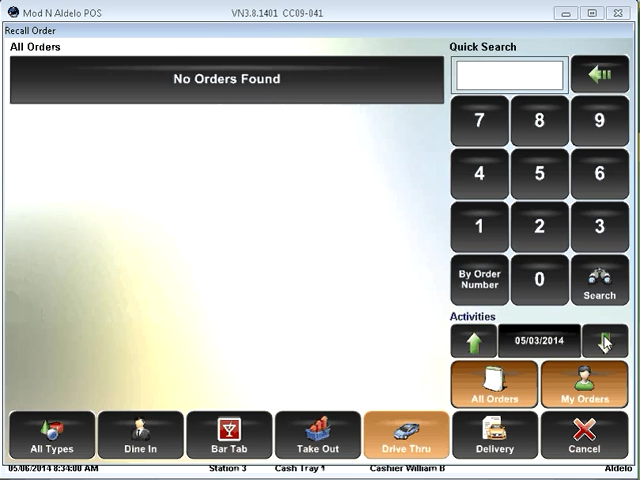 Mod N Aldelo POS VN3.8.1401 CC09-041
Recall Order
All Orders Quick Search
No Orders Found
7 8 9
4 5 6
1 2 3
By Order Number 0 Search
Activities
05/03/2014
All Orders My Orders
All Types Dine In Bar Tab Take Out Drive Thru Delivery Cancel
05/06/2014 8:34:00 AM Station 3 Cash Tray 1 Cashier William B Aldelo